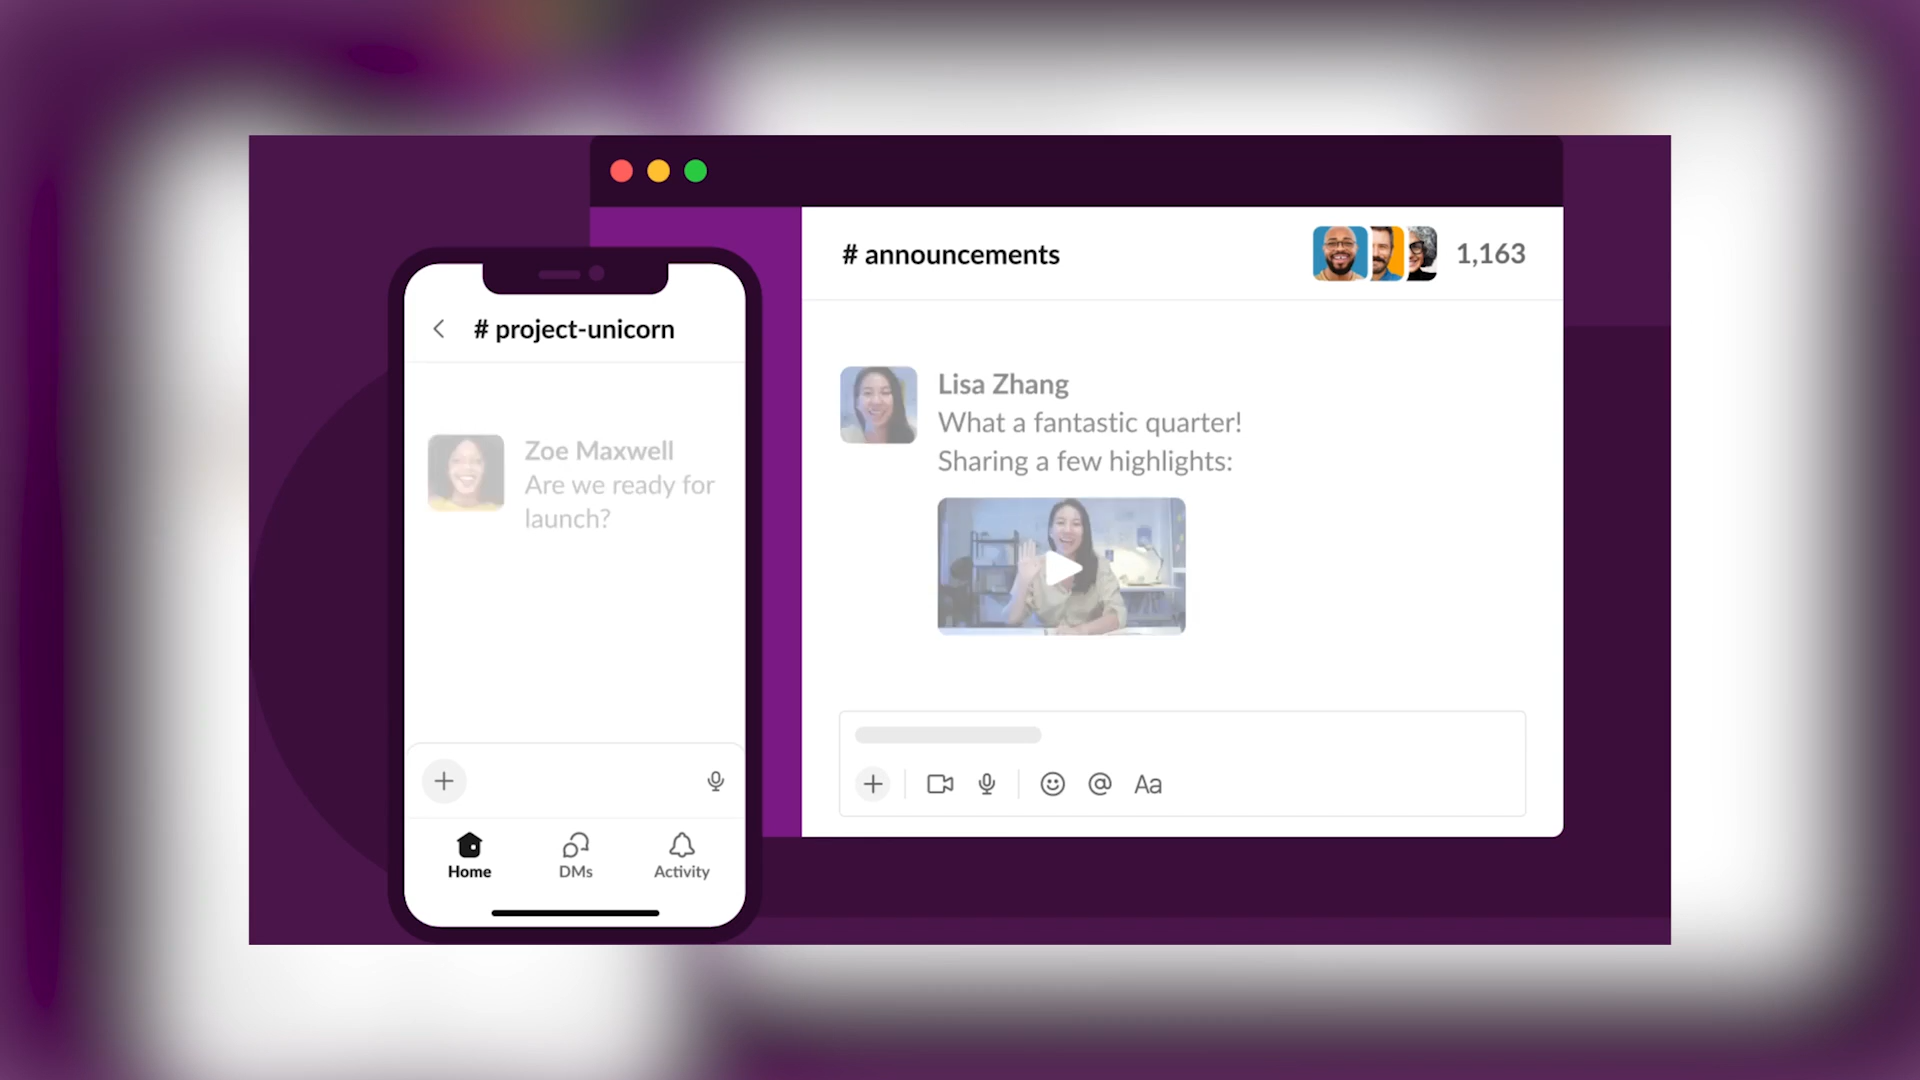 # announcements
1,163
# project-unicorn
Lisa Zhang
What a fantastic quarter!
Sharing a few highlights:
Zoe Maxwell
Are we ready for
launch?
Aa
Home
DMs
Activity